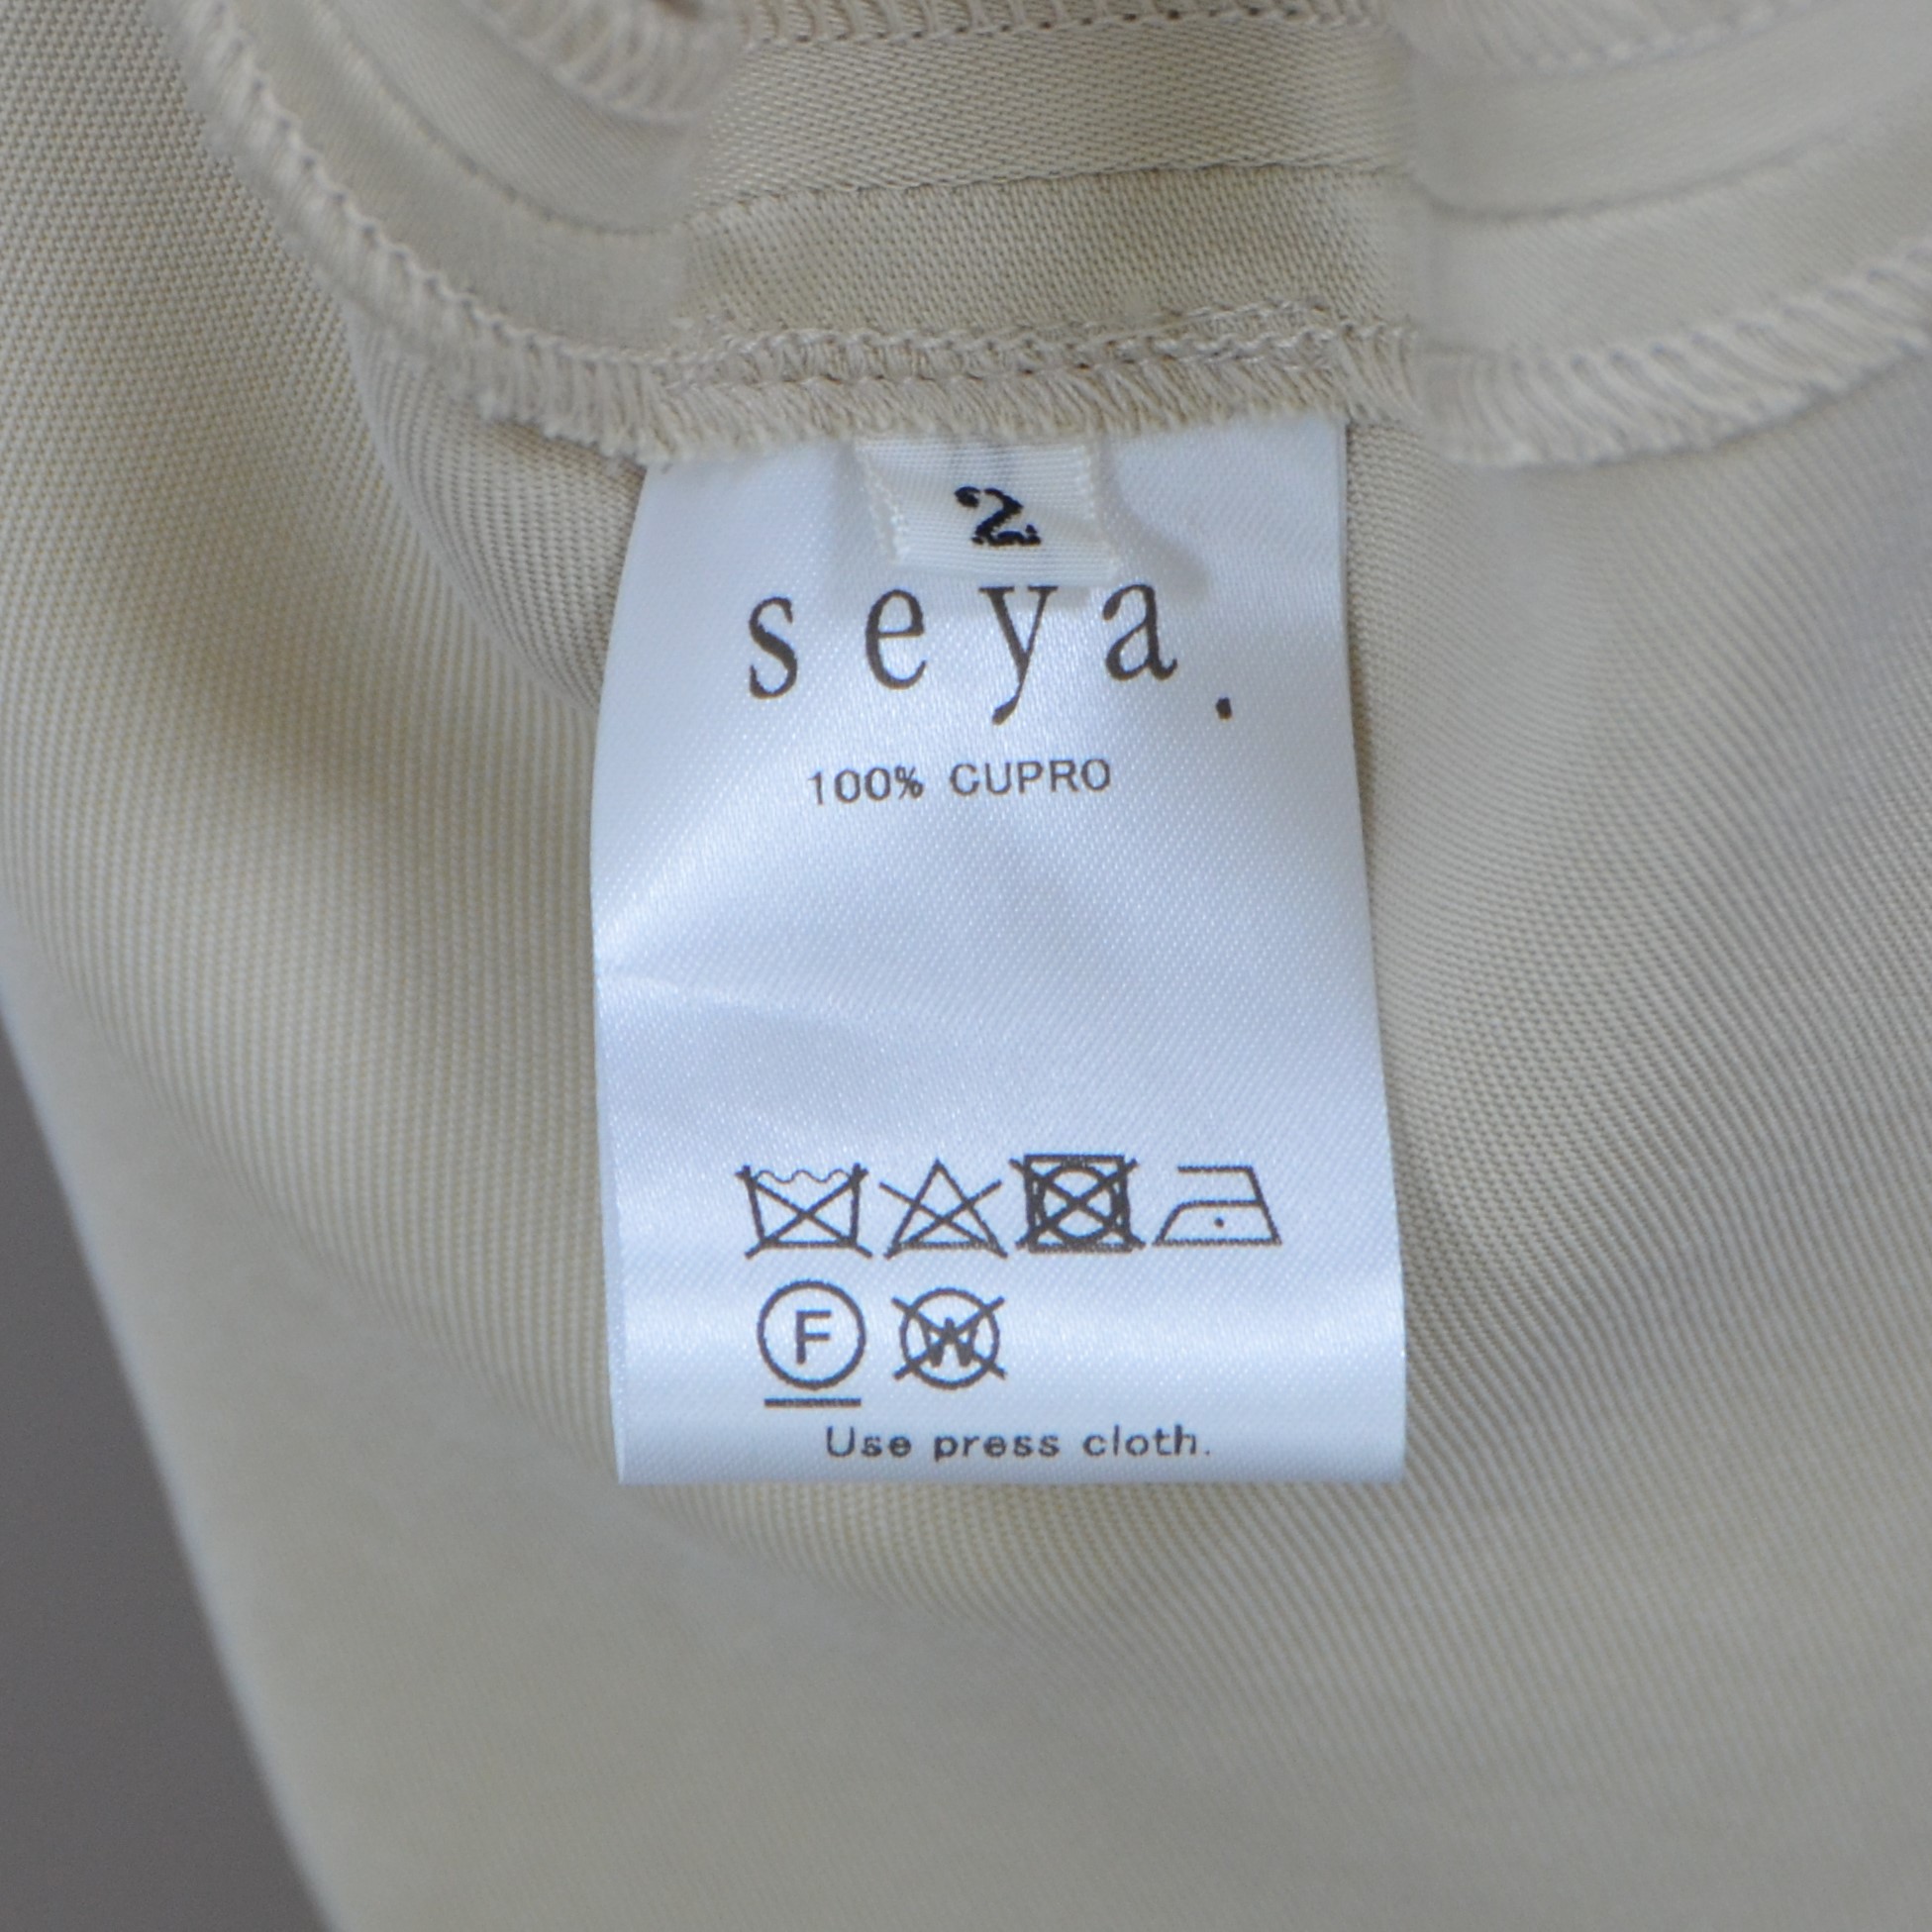 2
seya.
100% CUPRO
F W
Use press cloth.